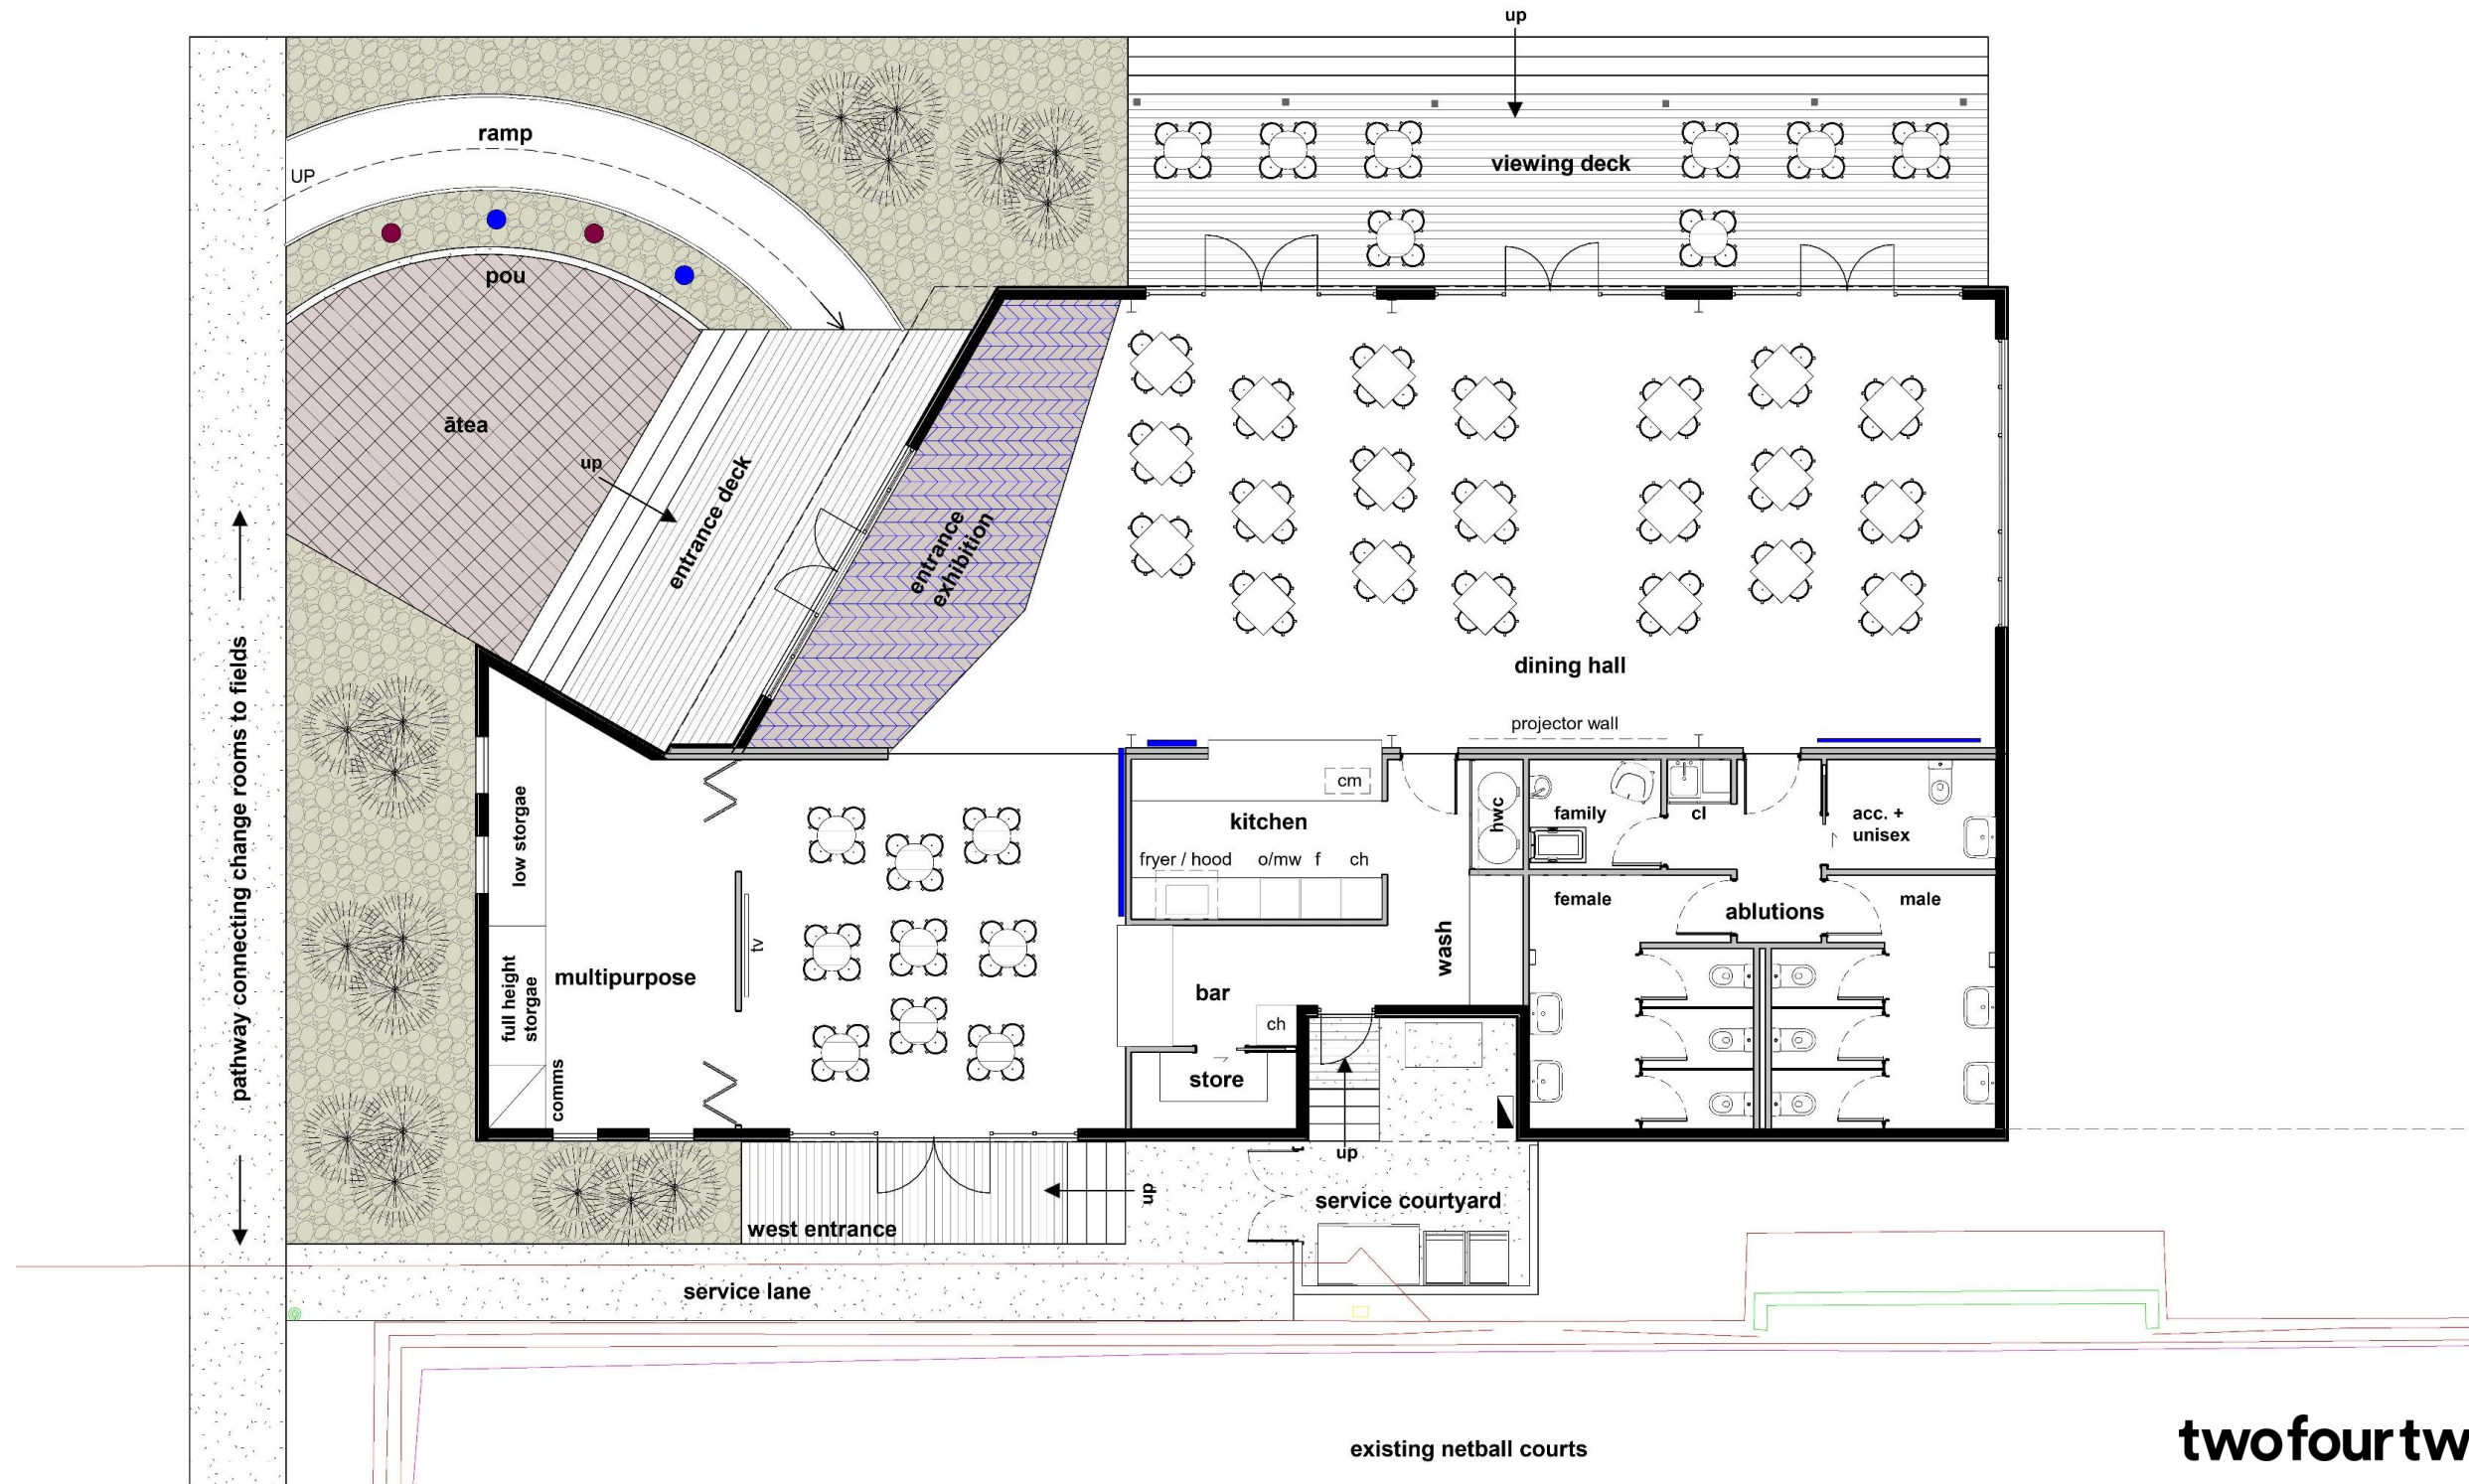 up
ramp
UP
viewing deck
pou
ātea
up
entrance deck
entrance
exhibition
dining hall
projector wall
pathway connecting change rooms to fields
low storgae
cm
kitchen
hwc
family
cl
acc. +
unisex
fryer / hood
o/mw
f
ch
female
ablutions
male
tv
wash
multipurpose
full height
storgae
bar
ch
store
comms
up
up
service courtyard
west entrance
service lane
existing netball courts
twofourtw